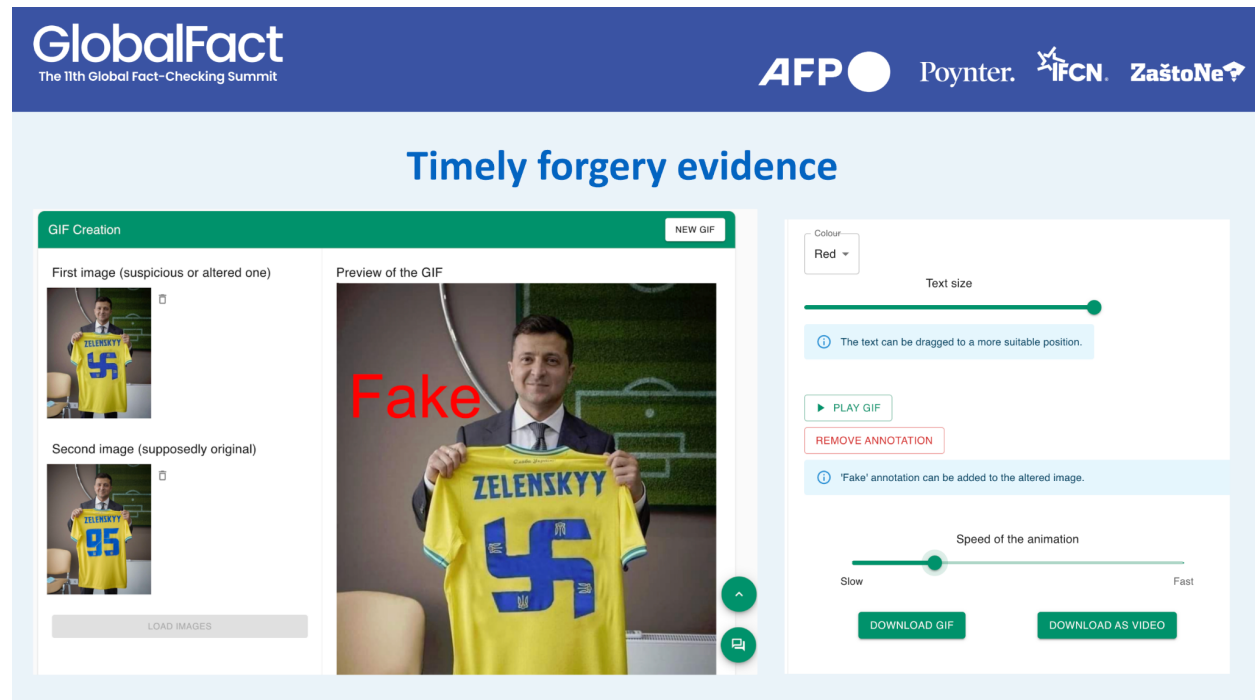 GlobalFact
The 11th Global Fact-Checking Summit
AFP
Poynter.
IFCN.
ZaštoNe
Timely forgery evidence
GIF Creation
NEW GIF
First image (suspicious or altered one)
ZELENSKYY
Second image (supposedly original)
ZELENSKYY
95
LOAD IMAGES
Preview of the GIF
Fake
ZELENSKYY
Colour
Red
Text size
The text can be dragged to a more suitable position.
PLAY GIF
REMOVE ANNOTATION
'Fake' annotation can be added to the altered image.
Speed of the animation
Slow
Fast
DOWNLOAD GIF
DOWNLOAD AS VIDEO